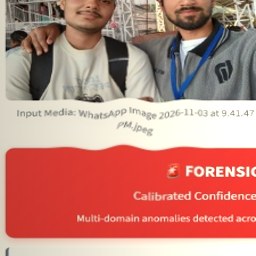 Input Media: WhatsApp Image 2026-11-03 at 9.41.47
PM.jpeg
🚨 FORENSIC
Calibrated Confidence
Multi-domain anomalies detected acro